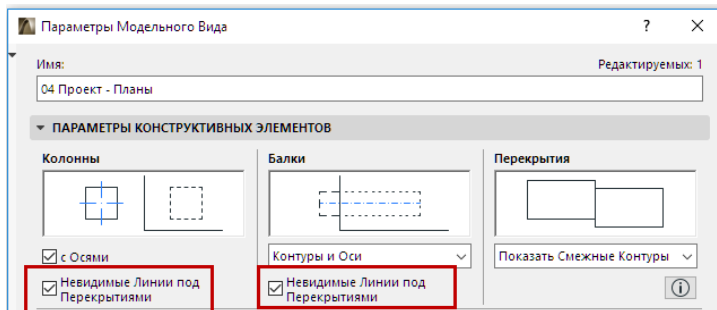 Параметры Модельного Вида
?
Имя:
Редактируемых: 1
04 Проект - Планы
ПАРАМЕТРЫ КОНСТРУКТИВНЫХ ЭЛЕМЕНТОВ
Колонны
Балки
Перекрытия
с Осями
Контуры и Оси
Показать Смежные Контуры
Невидимые Линии под
Перекрытиями
Невидимые Линии под
Перекрытиями